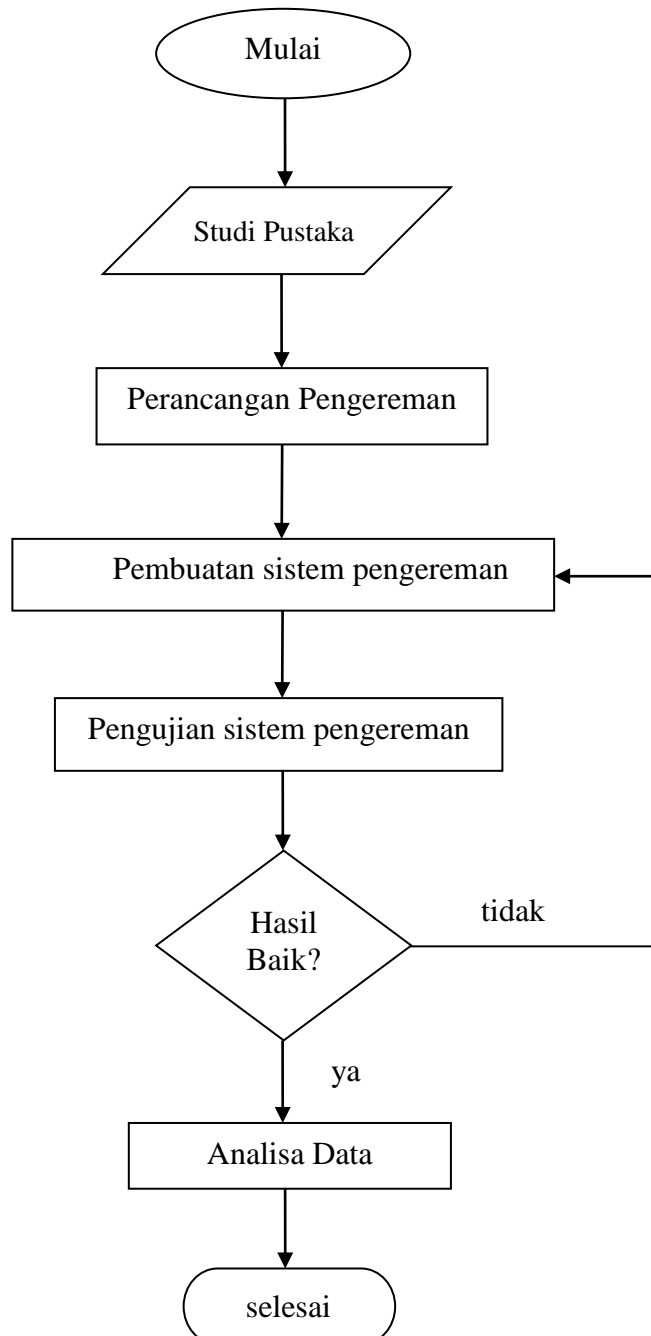 Mulai
Studi Pustaka
Perancangan Pengereman
Pembuatan sistem pengereman
Pengujian sistem pengereman
Hasil
Baik?
tidak
ya
Analisa Data
selesai